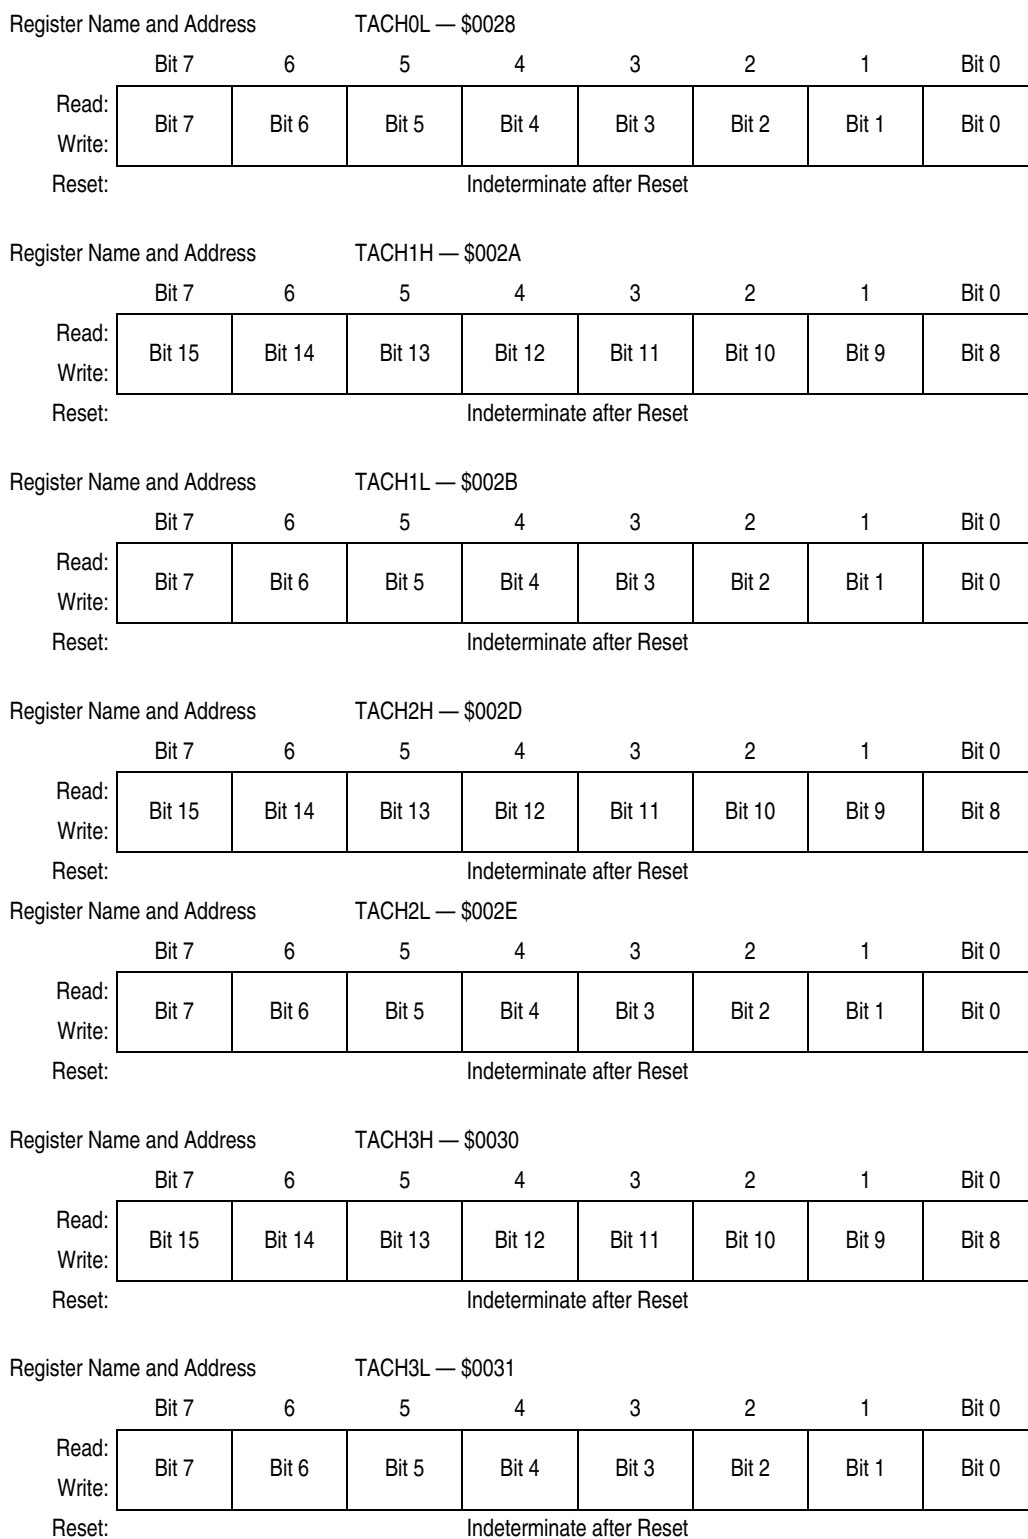 Register Name and Address TACH0L — $0028
Bit 7 6 5 4 3 2 1 Bit 0
Read:
Bit 7 Bit 6 Bit 5 Bit 4 Bit 3 Bit 2 Bit 1 Bit 0
Write:
Reset: Indeterminate after Reset
Register Name and Address TACH1H — $002A
Bit 7 6 5 4 3 2 1 Bit 0
Read:
Bit 15 Bit 14 Bit 13 Bit 12 Bit 11 Bit 10 Bit 9 Bit 8
Write:
Reset: Indeterminate after Reset
Register Name and Address TACH1L — $002B
Bit 7 6 5 4 3 2 1 Bit 0
Read:
Bit 7 Bit 6 Bit 5 Bit 4 Bit 3 Bit 2 Bit 1 Bit 0
Write:
Reset: Indeterminate after Reset
Register Name and Address TACH2H — $002D
Bit 7 6 5 4 3 2 1 Bit 0
Read:
Bit 15 Bit 14 Bit 13 Bit 12 Bit 11 Bit 10 Bit 9 Bit 8
Write:
Reset: Indeterminate after Reset
Register Name and Address TACH2L — $002E
Bit 7 6 5 4 3 2 1 Bit 0
Read:
Bit 7 Bit 6 Bit 5 Bit 4 Bit 3 Bit 2 Bit 1 Bit 0
Write:
Reset: Indeterminate after Reset
Register Name and Address TACH3H — $0030
Bit 7 6 5 4 3 2 1 Bit 0
Read:
Bit 15 Bit 14 Bit 13 Bit 12 Bit 11 Bit 10 Bit 9 Bit 8
Write:
Reset: Indeterminate after Reset
Register Name and Address TACH3L — $0031
Bit 7 6 5 4 3 2 1 Bit 0
Read:
Bit 7 Bit 6 Bit 5 Bit 4 Bit 3 Bit 2 Bit 1 Bit 0
Write:
Reset: Indeterminate after Reset